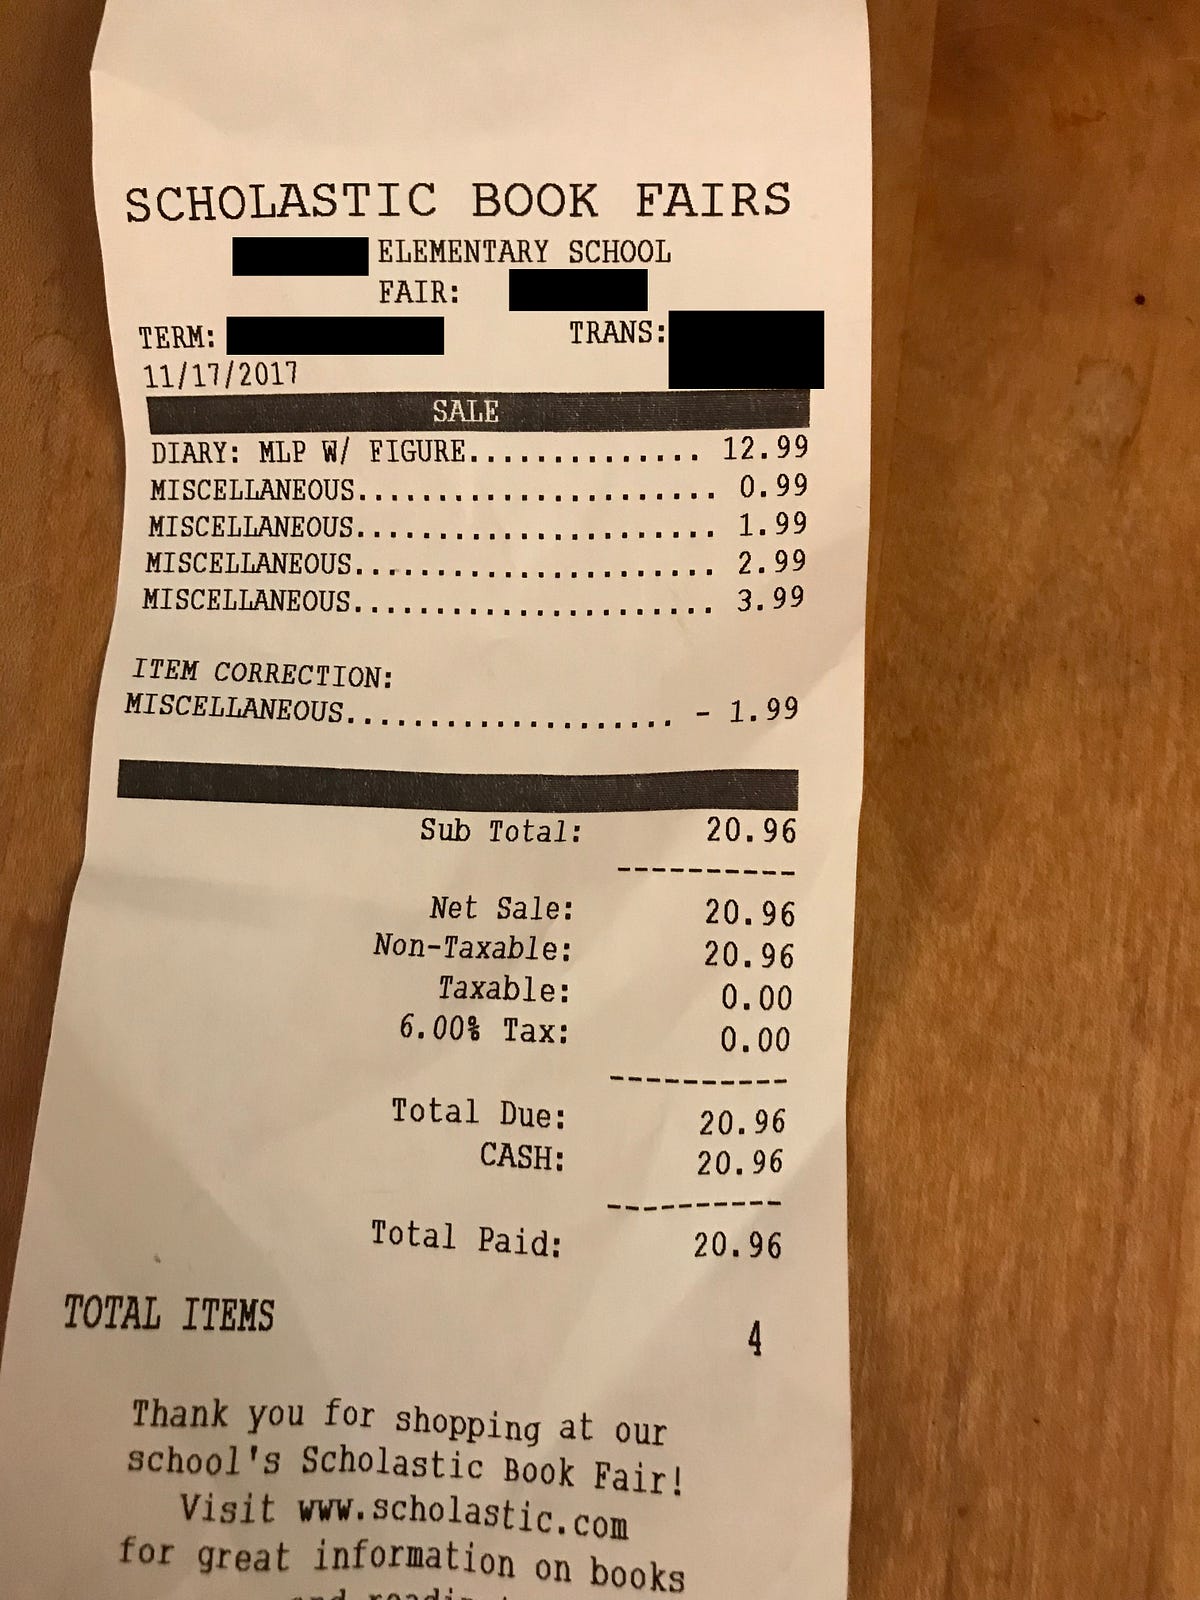 SCHOLASTIC BOOK FAIRS
ELEMENTARY SCHOOL
FAIR:
TERM: TRANS:
11/17/2017
SALE
DIARY: MLP W/ FIGURE.............. 12.99
MISCELLANEOUS...................... 0.99
MISCELLANEOUS...................... 1.99
MISCELLANEOUS...................... 2.99
MISCELLANEOUS...................... 3.99
ITEM CORRECTION:
MISCELLANEOUS.................... - 1.99
Sub Total: 20.96
----------
Net Sale: 20.96
Non-Taxable: 20.96
Taxable: 0.00
6.00% Tax: 0.00
----------
Total Due: 20.96
CASH: 20.96
----------
Total Paid: 20.96
TOTAL ITEMS 4
Thank you for shopping at our
school's Scholastic Book Fair!
Visit www.scholastic.com
for great information on books